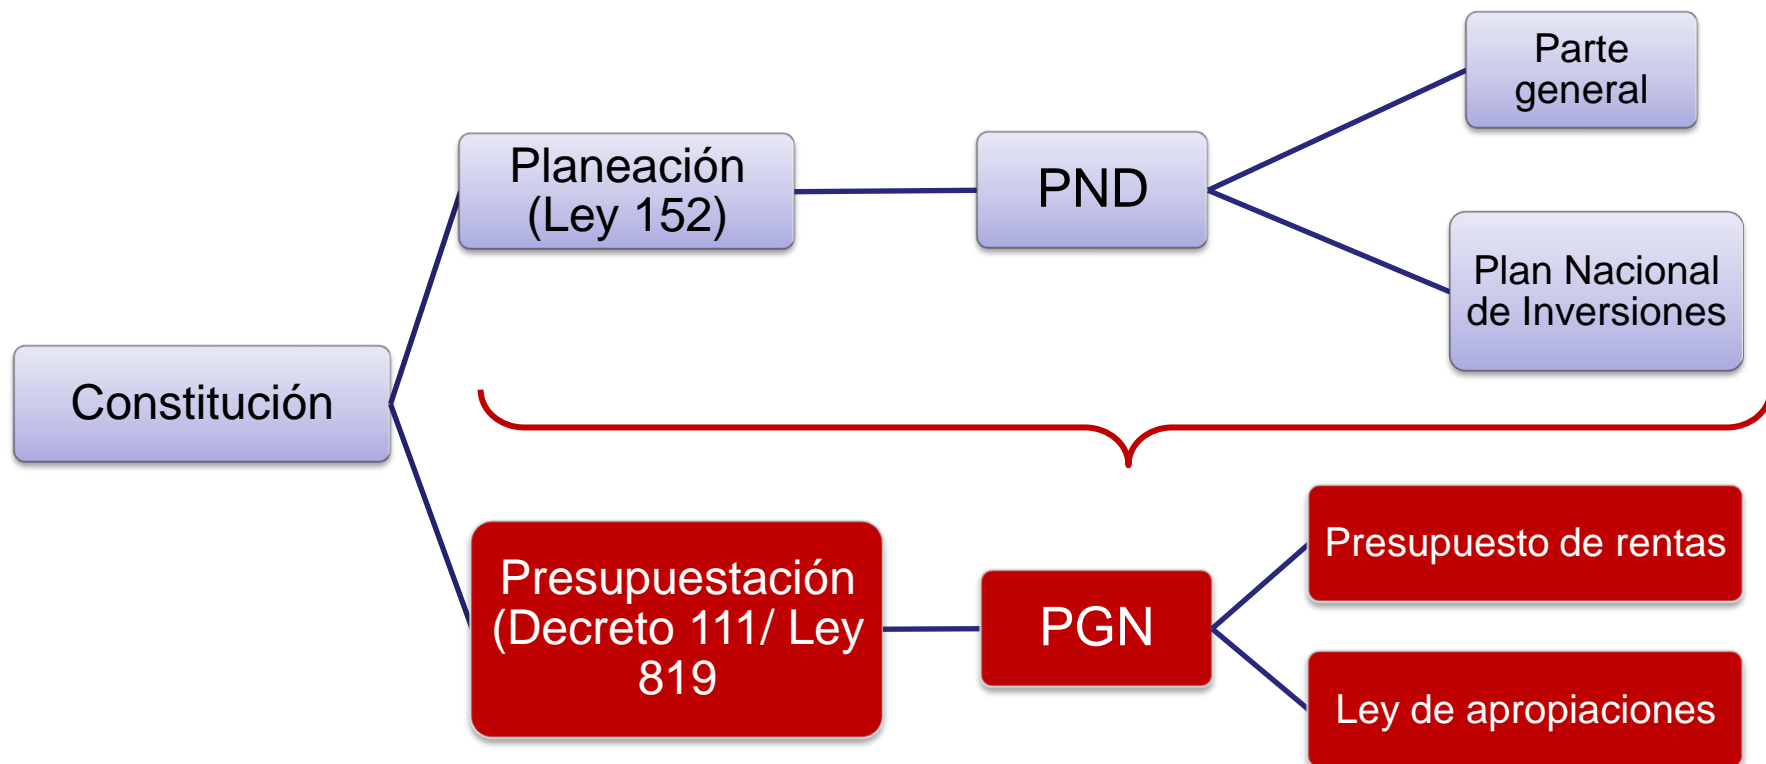 Parte
general
Planeación
(Ley 152)
PND
Plan Nacional
de Inversiones
Constitución
Presupuestación
(Decreto 111/ Ley
819
PGN
Presupuesto de rentas
Ley de apropiaciones